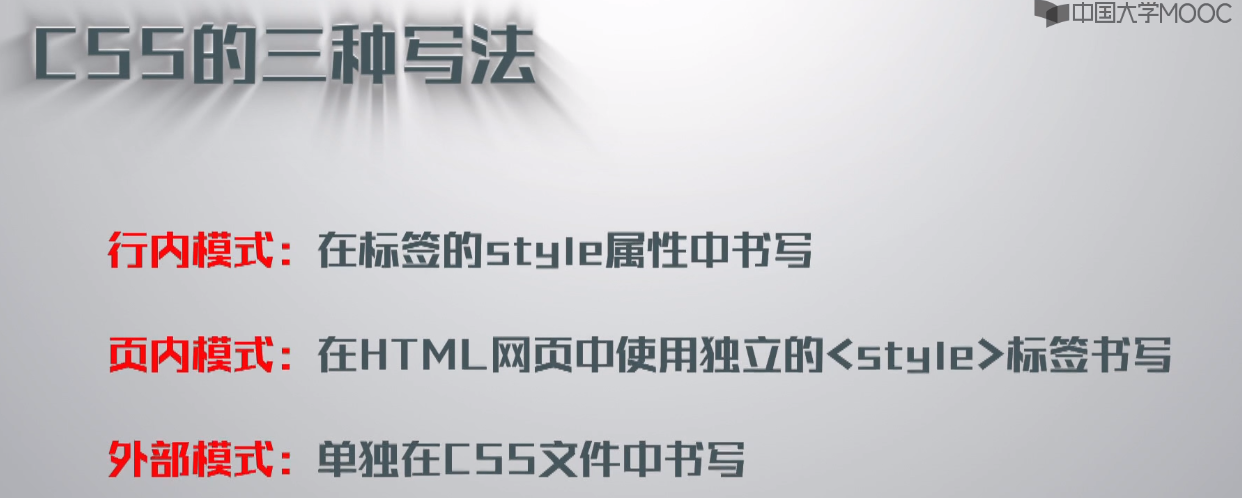 中国大学MOOC
CSS的三种写法
行内模式：在标签的style属性中书写
页内模式：在HTML网页中使用独立的<style>标签书写
外部模式：单独在CSS文件中书写